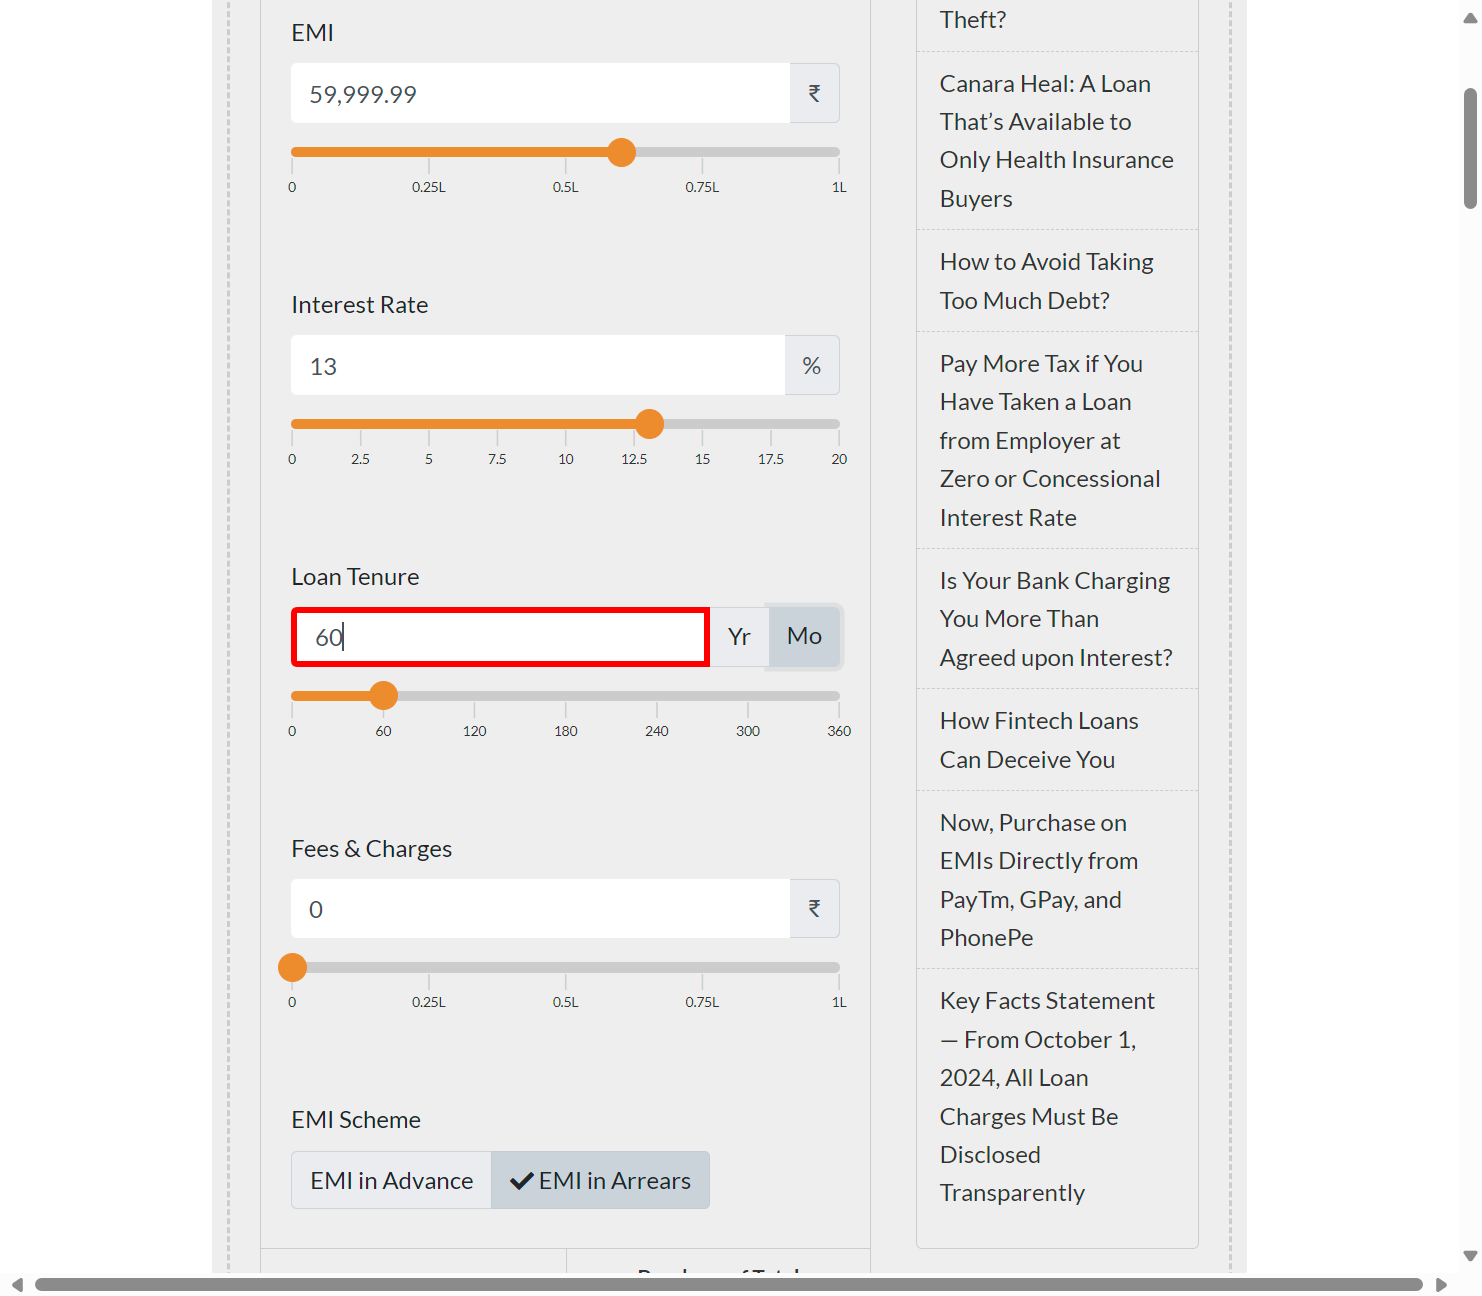 EMI
59,999.99 ₹
0 0.25L 0.5L 0.75L 1L
Interest Rate
13 %
0 2.5 5 7.5 10 12.5 15 17.5 20
Loan Tenure
60 Yr Mo
0 60 120 180 240 300 360
Fees & Charges
0 ₹
0 0.25L 0.5L 0.75L 1L
EMI Scheme
EMI in Advance EMI in Arrears
Theft?
Canara Heal: A Loan
That’s Available to
Only Health Insurance
Buyers
How to Avoid Taking
Too Much Debt?
Pay More Tax if You
Have Taken a Loan
from Employer at
Zero or Concessional
Interest Rate
Is Your Bank Charging
You More Than
Agreed upon Interest?
How Fintech Loans
Can Deceive You
Now, Purchase on
EMIs Directly from
PayTm, GPay, and
PhonePe
Key Facts Statement
— From October 1,
2024, All Loan
Charges Must Be
Disclosed
Transparently